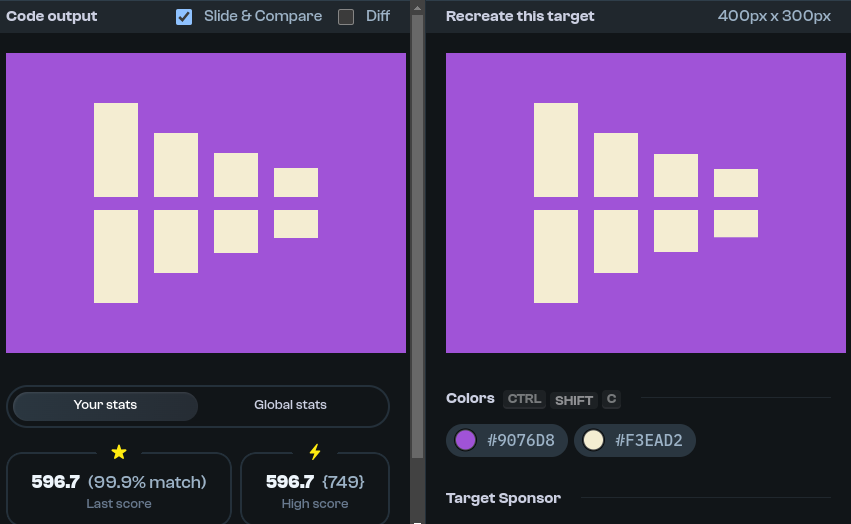 Code output
Slide & Compare
Diff
Recreate this target
400px x 300px
Your stats
Global stats
596.7 (99.9% match)
Last score
596.7 {749}
High score
Colors CTRL SHIFT C
#9076D8
#F3EAD2
Target Sponsor